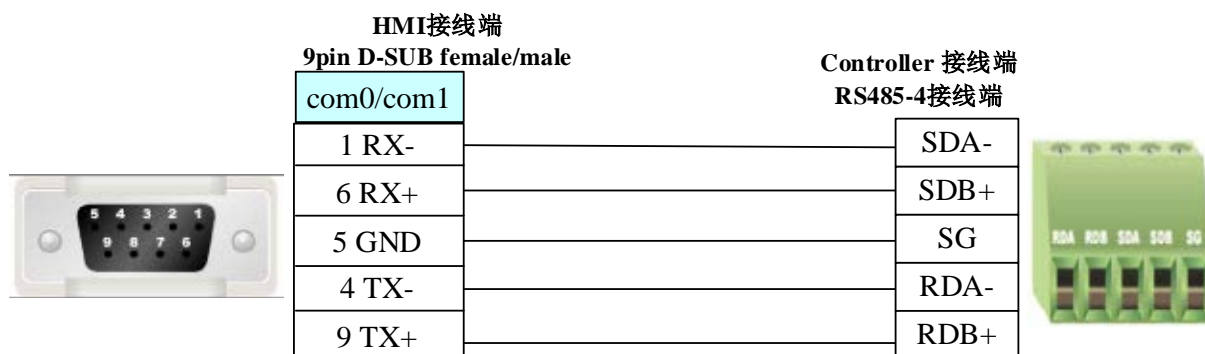 HMI接线端
9pin D-SUB female/male
Controller 接线端
RS485-4接线端
com0/com1
1 RX-
SDA-
6 RX+
SDB+
5 GND
SG
4 TX-
RDA-
9 TX+
RDB+
5 4 3 2 1
9 8 7 6
RDA RDB SDA SDB SG